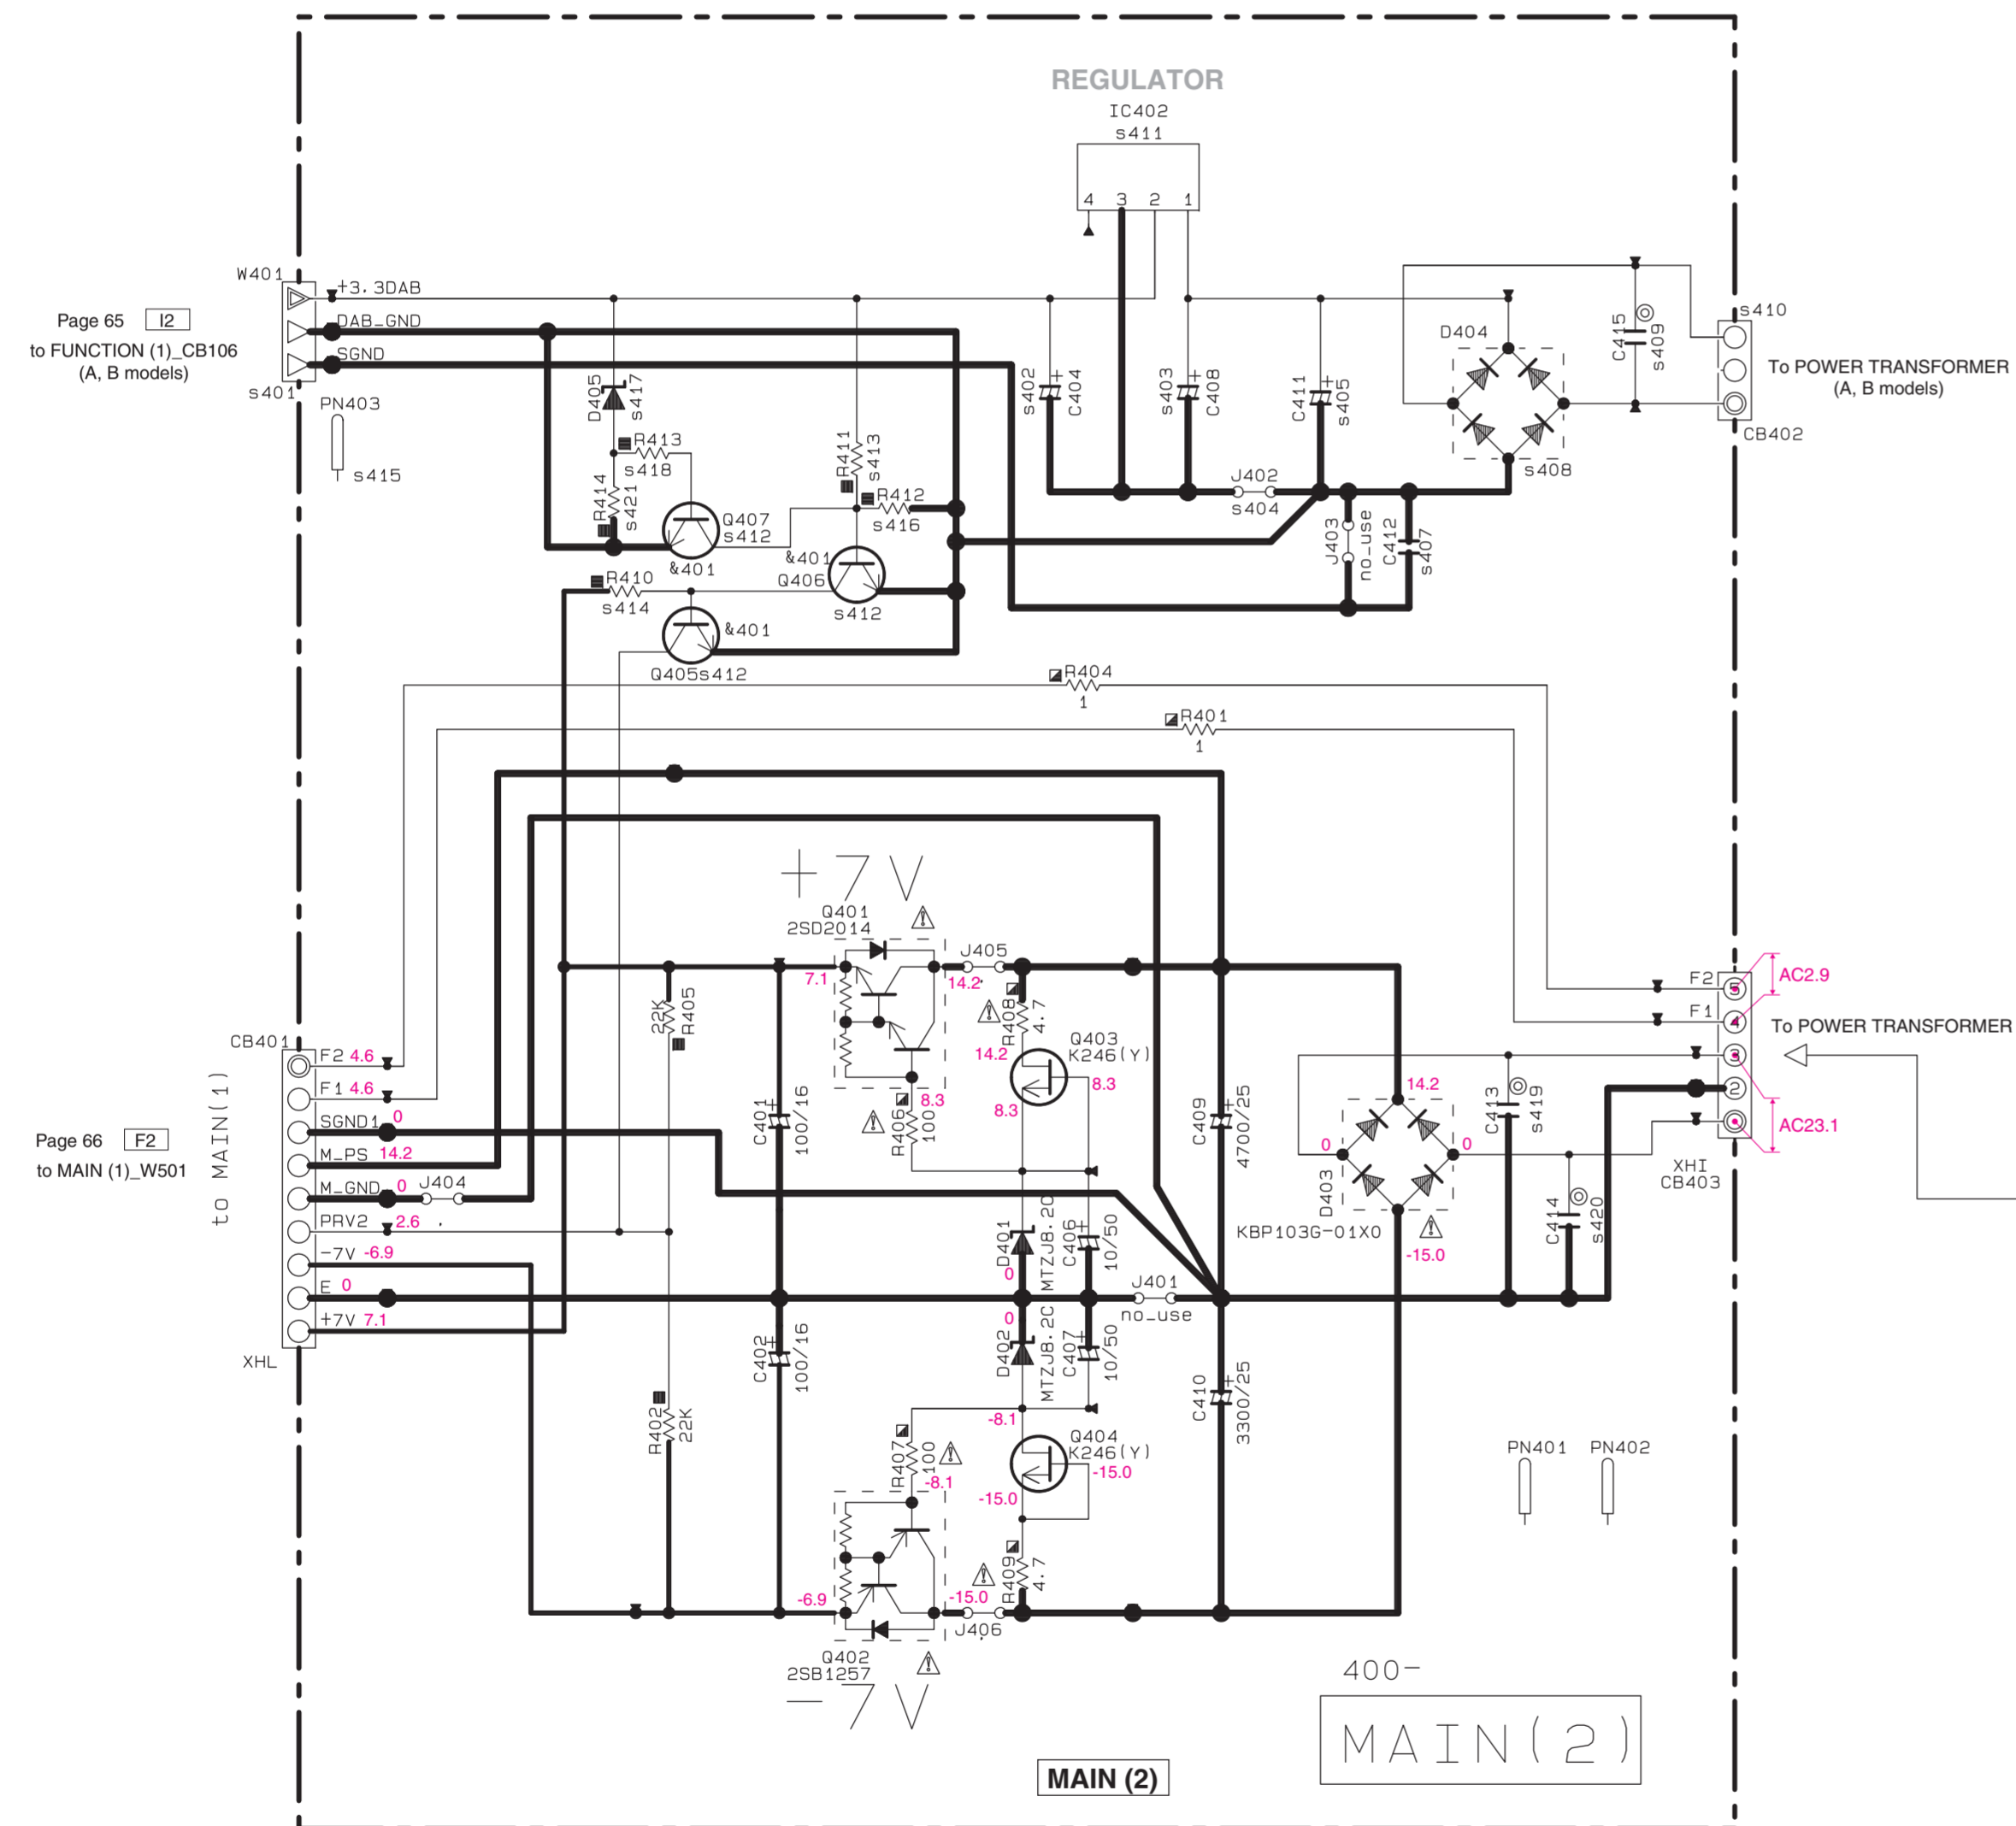 REGULATOR
IC402
s411
4 3 2 1
W401
+3.3DAB
DAB_GND
SGND
s401
Page 65 I2
to FUNCTION (1)_CB106
(A, B models)
PN403
s415
D405
s417
R413
s418
R414
s421
Q407
s412
&401
R411
s413
R412
s416
&401
Q406
s412
R410
s414
&401
Q405s412
s402
C404
s403
C408
C411
s405
J402
s404
J403
no_use
C412
s407
D404
s408
C415
s409
s410
CB402
To POWER TRANSFORMER
(A, B models)
R404
1
R401
1
+7V
Q401
2SD2014
7.1
J405
14.2
R408
4.7
Q403
K246(Y)
14.2
8.3
8.3
8.3
R406
100
22K
R405
C401
100/16
C409
4700/25
14.2
0
0
D403
KBP103G-01X0
-15.0
C413
s419
C414
s420
F2
5
F1
4
3
2
AC2.9
AC23.1
To POWER TRANSFORMER
XHI
CB403
CB401
to MAIN(1)
F2 4.6
F1 4.6
SGND1 0
M_PS 14.2
M_GND 0
J404
PRV2 2.6
-7V -6.9
E 0
+7V 7.1
XHL
Page 66 F2
to MAIN (1)_W501
D401
MTZJ8.2C
0
C406
10/50
J401
no_use
0
D402
MTZJ8.2C
C407
10/50
C402
100/16
C410
3300/25
R402
22K
-8.1
Q404
K246(Y)
-15.0
-15.0
R407
100
-8.1
R409
4.7
-6.9
-15.0
J406
Q402
2SB1257
-7V
PN401
PN402
400-
MAIN(2)
MAIN (2)